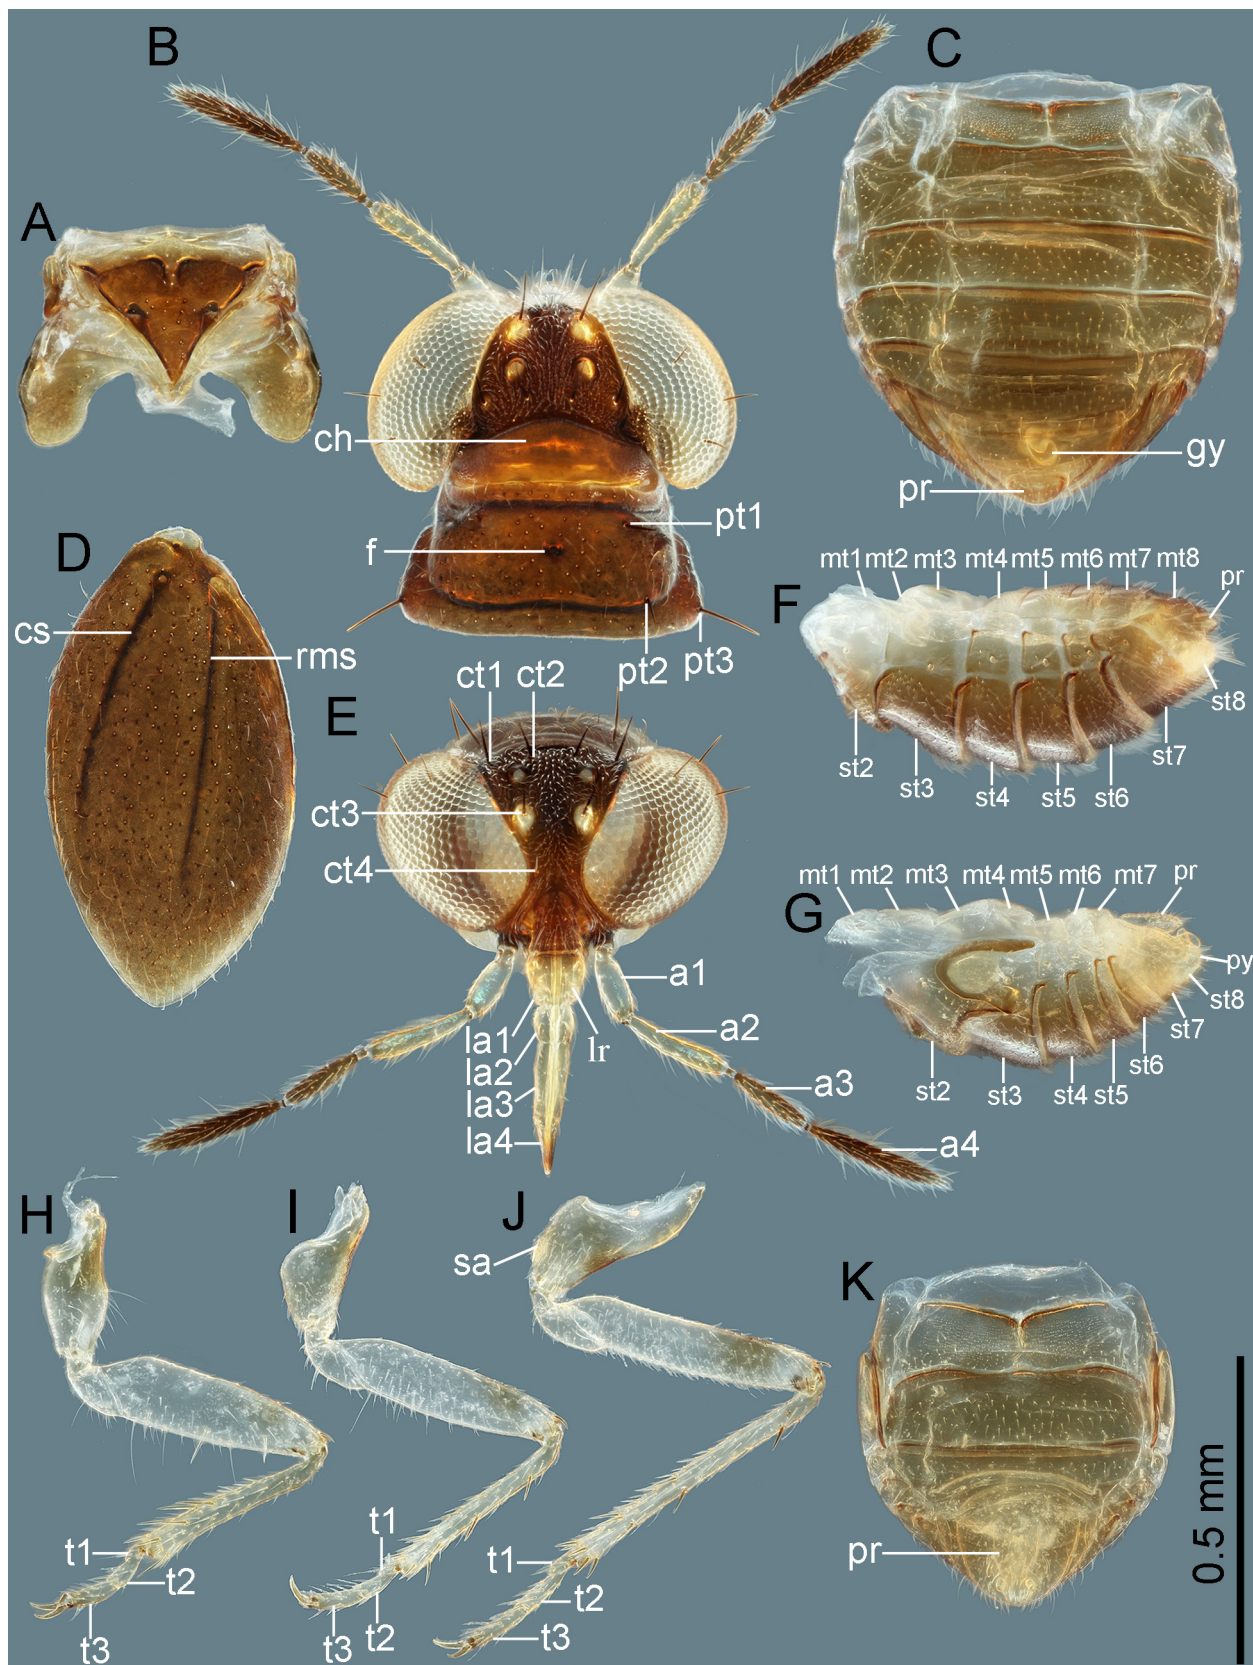 B
C
A
ch
gy
pr
pt1
f
D
cs
rms
pt2
pt3
mt1 mt2 mt3 mt4 mt5 mt6 mt7 mt8
pr
F
ct1 ct2
E
st8
st7
st2
st3
st4 st5 st6
ct3
ct4
mt1 mt2 mt3 mt4 mt5 mt6 mt7 pr
G
a1
py
st8
st7
la1
lr
a2
la2
st2
st3
st4 st5
st6
la3
a3
la4
a4
H
I
J
sa
K
t1
t1
t1
t2
t2
t3
t3
t2
t3
pr
0.5 mm